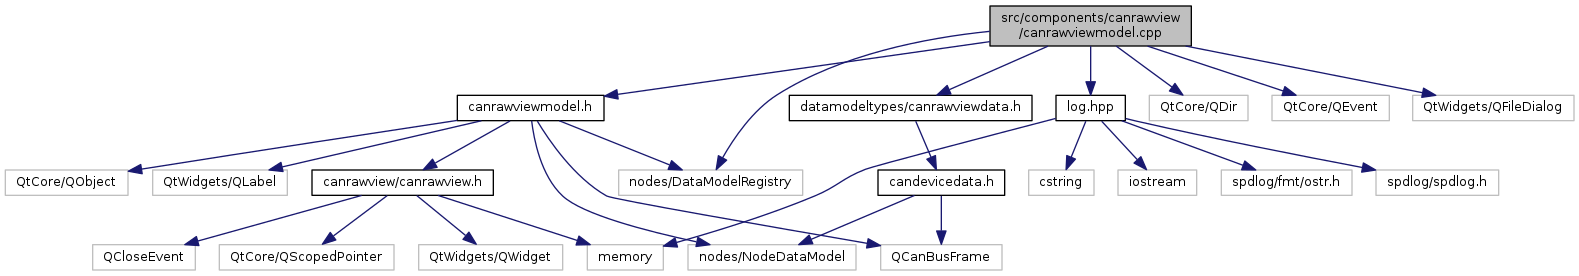 src/components/canrawview
/canrawviewmodel.cpp
canrawviewmodel.h
datamodeltypes/canrawviewdata.h
log.hpp
QtCore/QDir
QtCore/QEvent
QtWidgets/QFileDialog
QtCore/QObject
QtWidgets/QLabel
canrawview/canrawview.h
nodes/DataModelRegistry
candevicedata.h
cstring
iostream
spdlog/fmt/ostr.h
spdlog/spdlog.h
QCloseEvent
QtCore/QScopedPointer
QtWidgets/QWidget
memory
nodes/NodeDataModel
QCanBusFrame